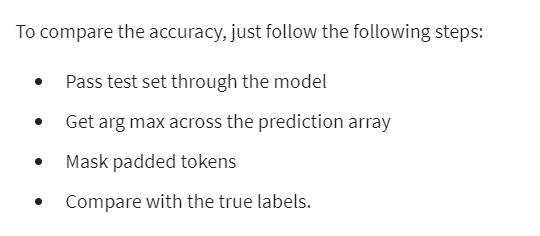 To compare the accuracy, just follow the following steps:
• Pass test set through the model
• Get arg max across the prediction array
• Mask padded tokens
• Compare with the true labels.